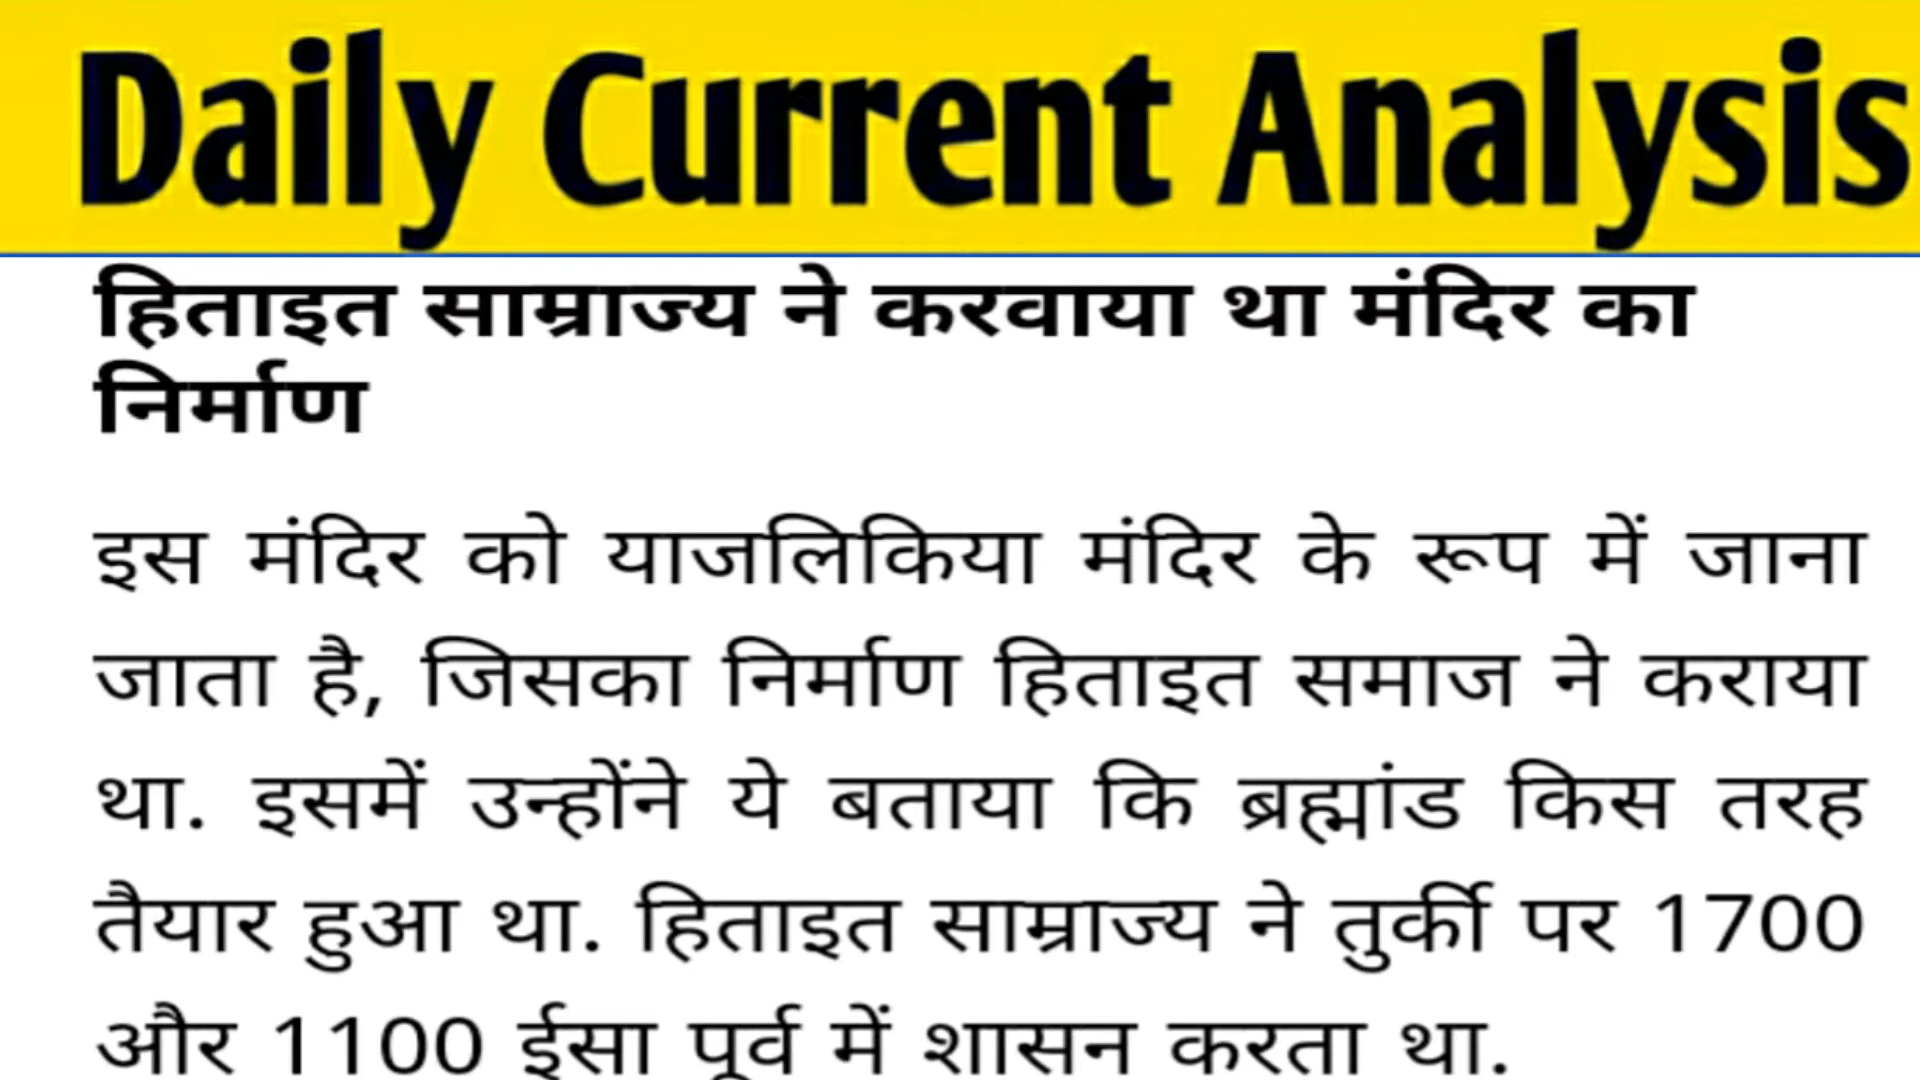 Daily Current Analysis
हिताइत साम्राज्य ने करवाया था मंदिर का
निर्माण
इस मंदिर को याजलिकिया मंदिर के रूप में जाना
जाता है, जिसका निर्माण हिताइत समाज ने कराया
था. इसमें उन्होंने ये बताया कि ब्रह्मांड किस तरह
तैयार हुआ था. हिताइत साम्राज्य ने तुर्की पर 1700
और 1100 ईसा पूर्व में शासन करता था.